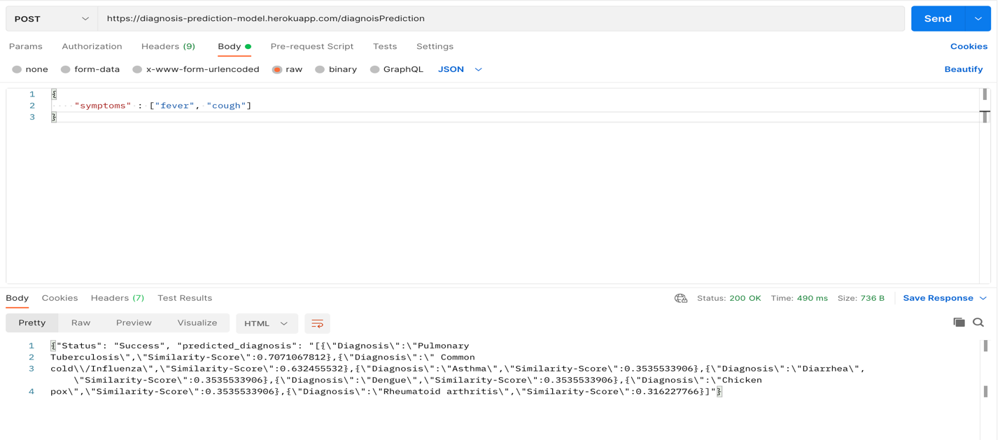 POST https://diagnosis-prediction-model.herokuapp.com/diagnoisPrediction Send
Params Authorization Headers (9) Body Pre-request Script Tests Settings Cookies
none form-data x-www-form-urlencoded raw binary GraphQL JSON Beautify
1 {
2 "symptoms" : ["fever", "cough"]
3 }
Body Cookies Headers (7) Test Results Status: 200 OK Time: 490 ms Size: 736 B Save Response
Pretty Raw Preview Visualize HTML
1 {"Status": "Success", "predicted_diagnosis": "[{\"Diagnosis\":\"Pulmonary
2 Tuberculosis\",\"Similarity-Score\":0.7071067812},{\"Diagnosis\":\" Common
3 cold\\/Influenza\",\"Similarity-Score\":0.632455532},{\"Diagnosis\":\"Asthma\",\"Similarity-Score\":0.3535533906},{\"Diagnosis\":\"Diarrhea\",
\"Similarity-Score\":0.3535533906},{\"Diagnosis\":\"Dengue\",\"Similarity-Score\":0.3535533906},{\"Diagnosis\":\"Chicken
4 pox\",\"Similarity-Score\":0.3535533906},{\"Diagnosis\":\"Rheumatoid arthritis\",\"Similarity-Score\":0.316227766}]"}